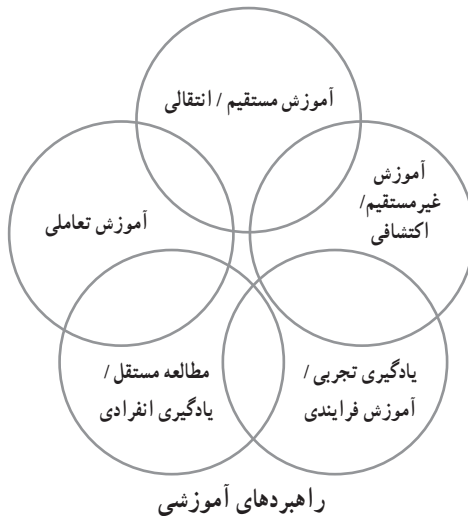 آموزش مستقیم / انتقالی
آموزش
غیرمستقیم/
اکتشافی
آموزش تعاملی
یادگیری تجربی /
آموزش فرایندی
مطالعه مستقل /
یادگیری انفرادی
راهبردهای آموزشی